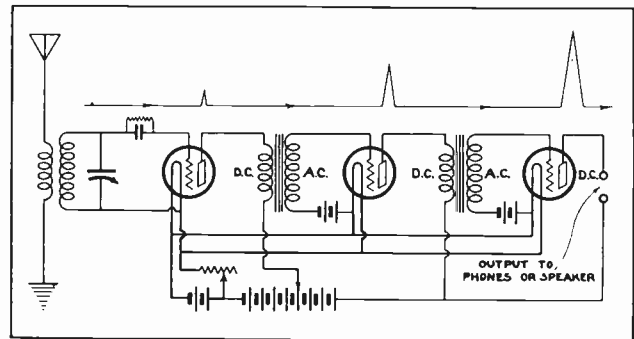 D.C.
A.C.
D.C.
A.C.
D.C.
OUTPUT TO,
PHONES OR SPEAKER